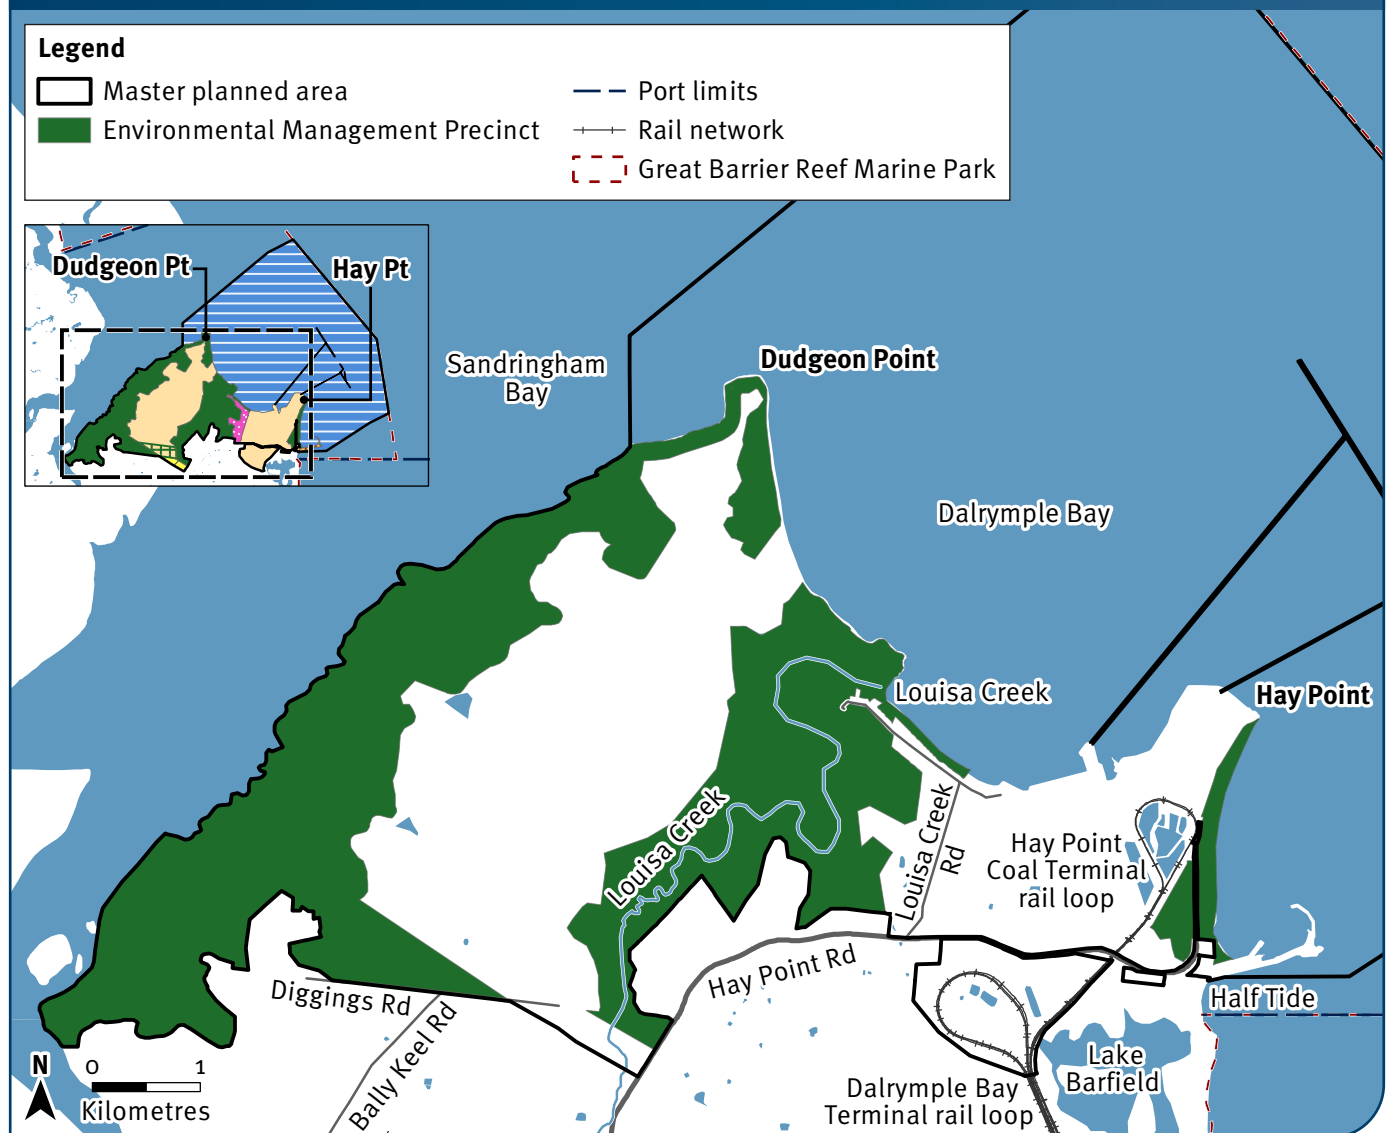 Legend
Master planned area
Environmental Management Precinct
Port limits
Rail network
Great Barrier Reef Marine Park
Dudgeon Pt
Hay Pt
Sandringham
Bay
Dudgeon Point
Dalrymple Bay
Louisa Creek
Hay Point
Louisa Creek
Louisa Creek
Rd
Hay Point
Coal Terminal
rail loop
Hay Point Rd
Diggings Rd
Bally Keel Rd
Half Tide
Lake
Barfield
Dalrymple Bay
Terminal rail loop
N
0 1
Kilometres